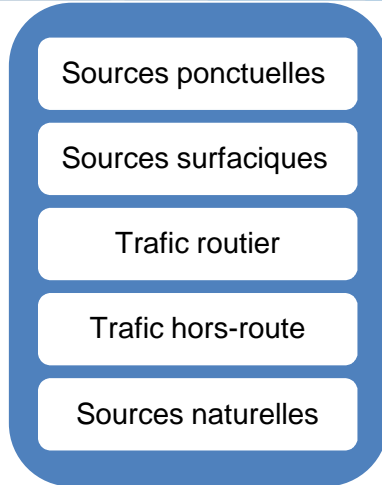 Sources ponctuelles
Sources surfaciques
Trafic routier
Trafic hors-route
Sources naturelles